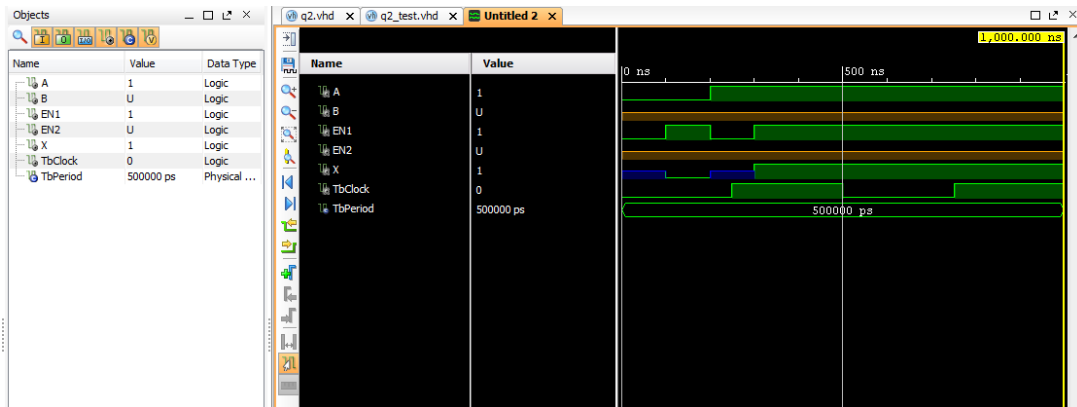 Objects
Name Value Data Type
A 1 Logic
B U Logic
EN1 1 Logic
EN2 U Logic
X 1 Logic
TbClock 0 Logic
TbPeriod 500000 ps Physical ...
q2.vhd q2_test.vhd Untitled 2
1,000.000 ns
Name Value
0 ns 500 ns
A 1
B U
EN1 1
EN2 U
X 1
TbClock 0
TbPeriod 500000 ps 500000 ps